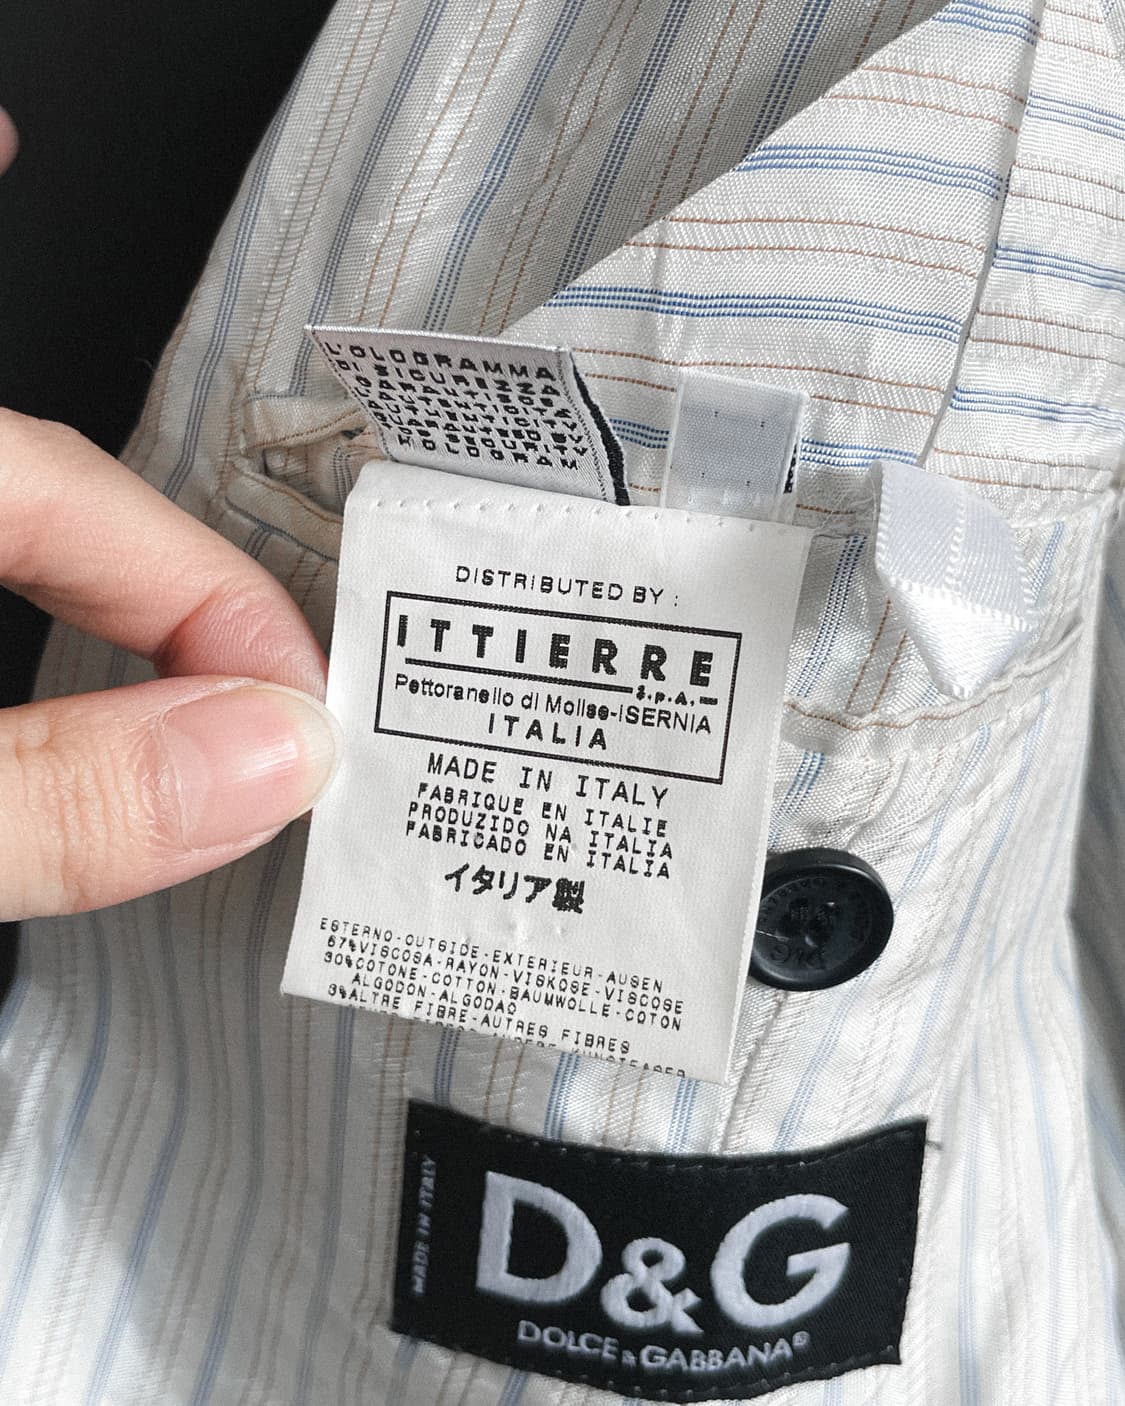 L'OLOGRAMMA
DI SICUREZZA
HOLOGRAM
DISTRIBUTED BY :
ITTIERRE
S.p.A.
Pettoranello di Molise-ISERNIA
ITALIA
MADE IN ITALY
FABRIQUE EN ITALIE
PRODUZIDO NA ITALIA
FABRICADO EN ITALIA
イタリア製
ESTERNO-OUTSIDE-EXTERIEUR-AUSEN
67%VISCOSA-RAYON-VISKOSE-VISCOSE
30%COTONE-COTTON-BAUMWOLLE-COTON
ALGODON-ALGODAO
3%ALTRE FIBRE-AUTRES FIBRES
MADE IN ITALY
D&G
DOLCE & GABBANA®
D&G